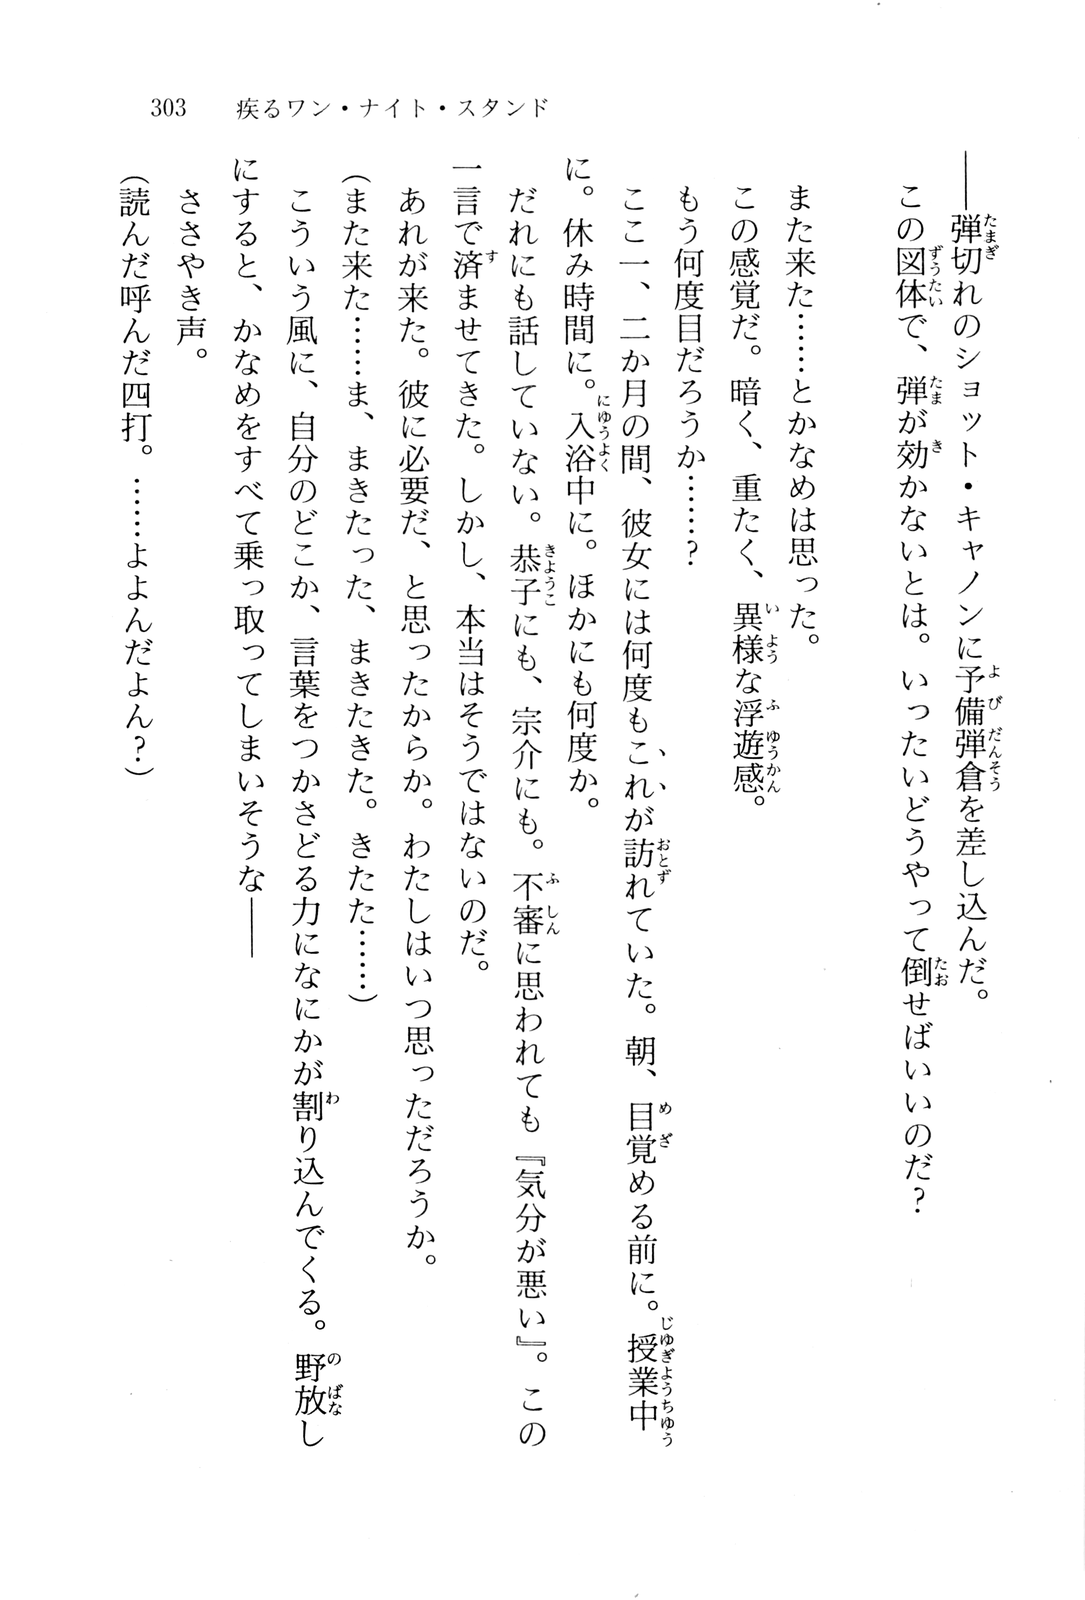 303 疾るワン・ナイト・スタンド
――弾切れのショット・キャノンに予備弾倉を差し込んだ。
この図体で、弾が効かないとは。いったいどうやって倒せばいいのだ？
また来た……とかなめは思った。
この感覚だ。暗く、重たく、異様な浮遊感。
もう何度目だろうか……？
ここ一、二か月の間、彼女には何度もこれが訪れていた。朝、目覚める前に。授業中
に。休み時間に。入浴中に。ほかにも何度か。
だれにも話していない。恭子にも、宗介にも。不審に思われても『気分が悪い』。この
一言で済ませてきた。しかし、本当はそうではないのだ。
あれが来た。彼に必要だ、と思ったからか。わたしはいつ思っただろうか。
（また来た……ま、まきたった、まきたきた。きたた……）
こういう風に、自分のどこか、言葉をつかさどる力になにかが割り込んでくる。野放し
にすると、かなめをすべて乗っ取ってしまいそうな――
ささやき声。
（読んだ呼んだ四打。……よよんだよん？）